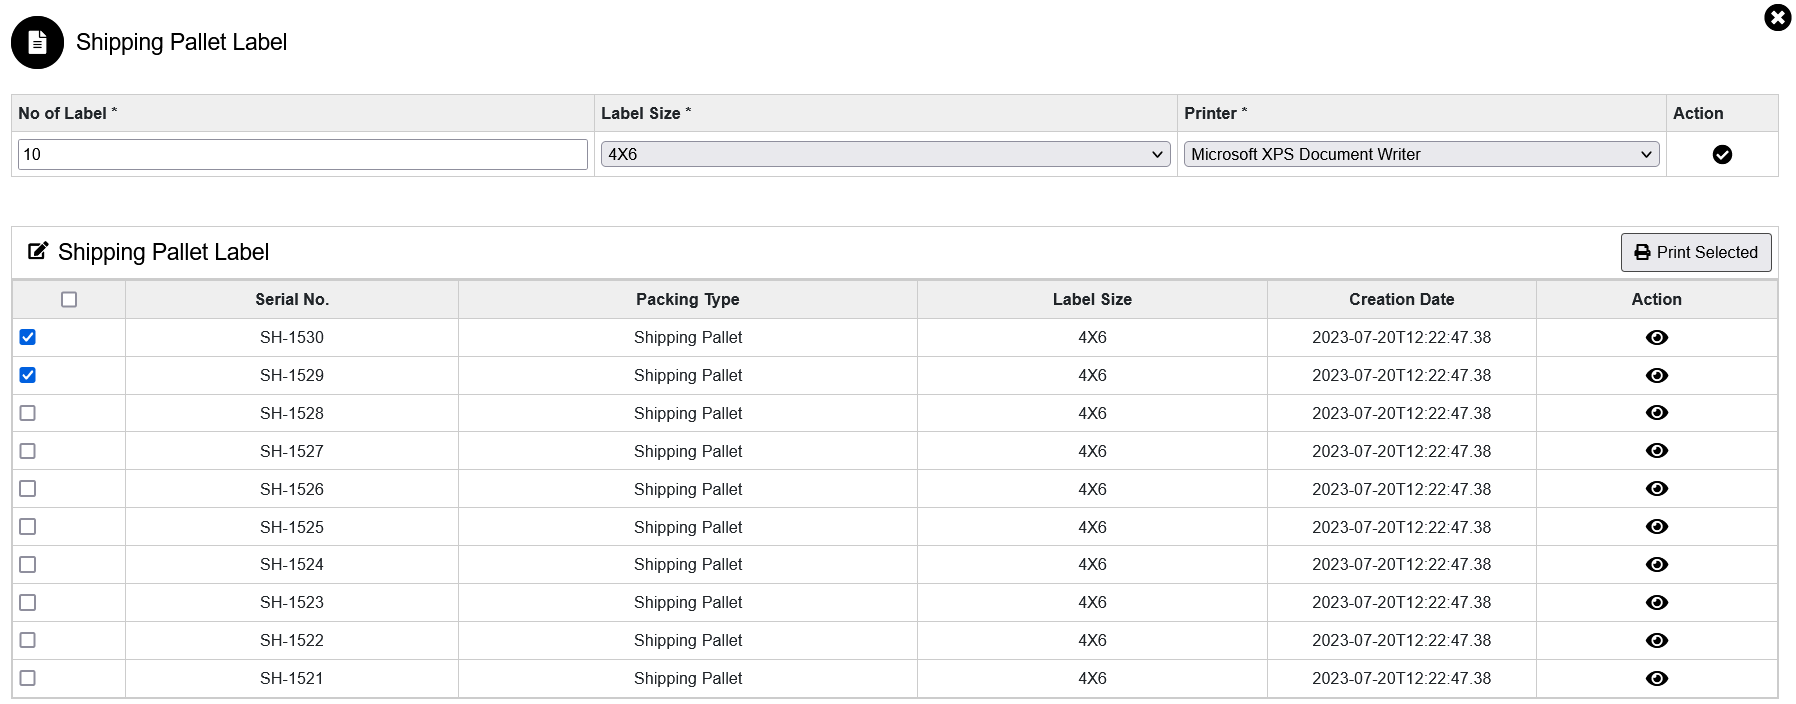 Shipping Pallet Label
No of Label * Label Size * Printer * Action
10 4X6 Microsoft XPS Document Writer
Shipping Pallet Label Print Selected
Serial No. Packing Type Label Size Creation Date Action
SH-1530 Shipping Pallet 4X6 2023-07-20T12:22:47.38
SH-1529 Shipping Pallet 4X6 2023-07-20T12:22:47.38
SH-1528 Shipping Pallet 4X6 2023-07-20T12:22:47.38
SH-1527 Shipping Pallet 4X6 2023-07-20T12:22:47.38
SH-1526 Shipping Pallet 4X6 2023-07-20T12:22:47.38
SH-1525 Shipping Pallet 4X6 2023-07-20T12:22:47.38
SH-1524 Shipping Pallet 4X6 2023-07-20T12:22:47.38
SH-1523 Shipping Pallet 4X6 2023-07-20T12:22:47.38
SH-1522 Shipping Pallet 4X6 2023-07-20T12:22:47.38
SH-1521 Shipping Pallet 4X6 2023-07-20T12:22:47.38